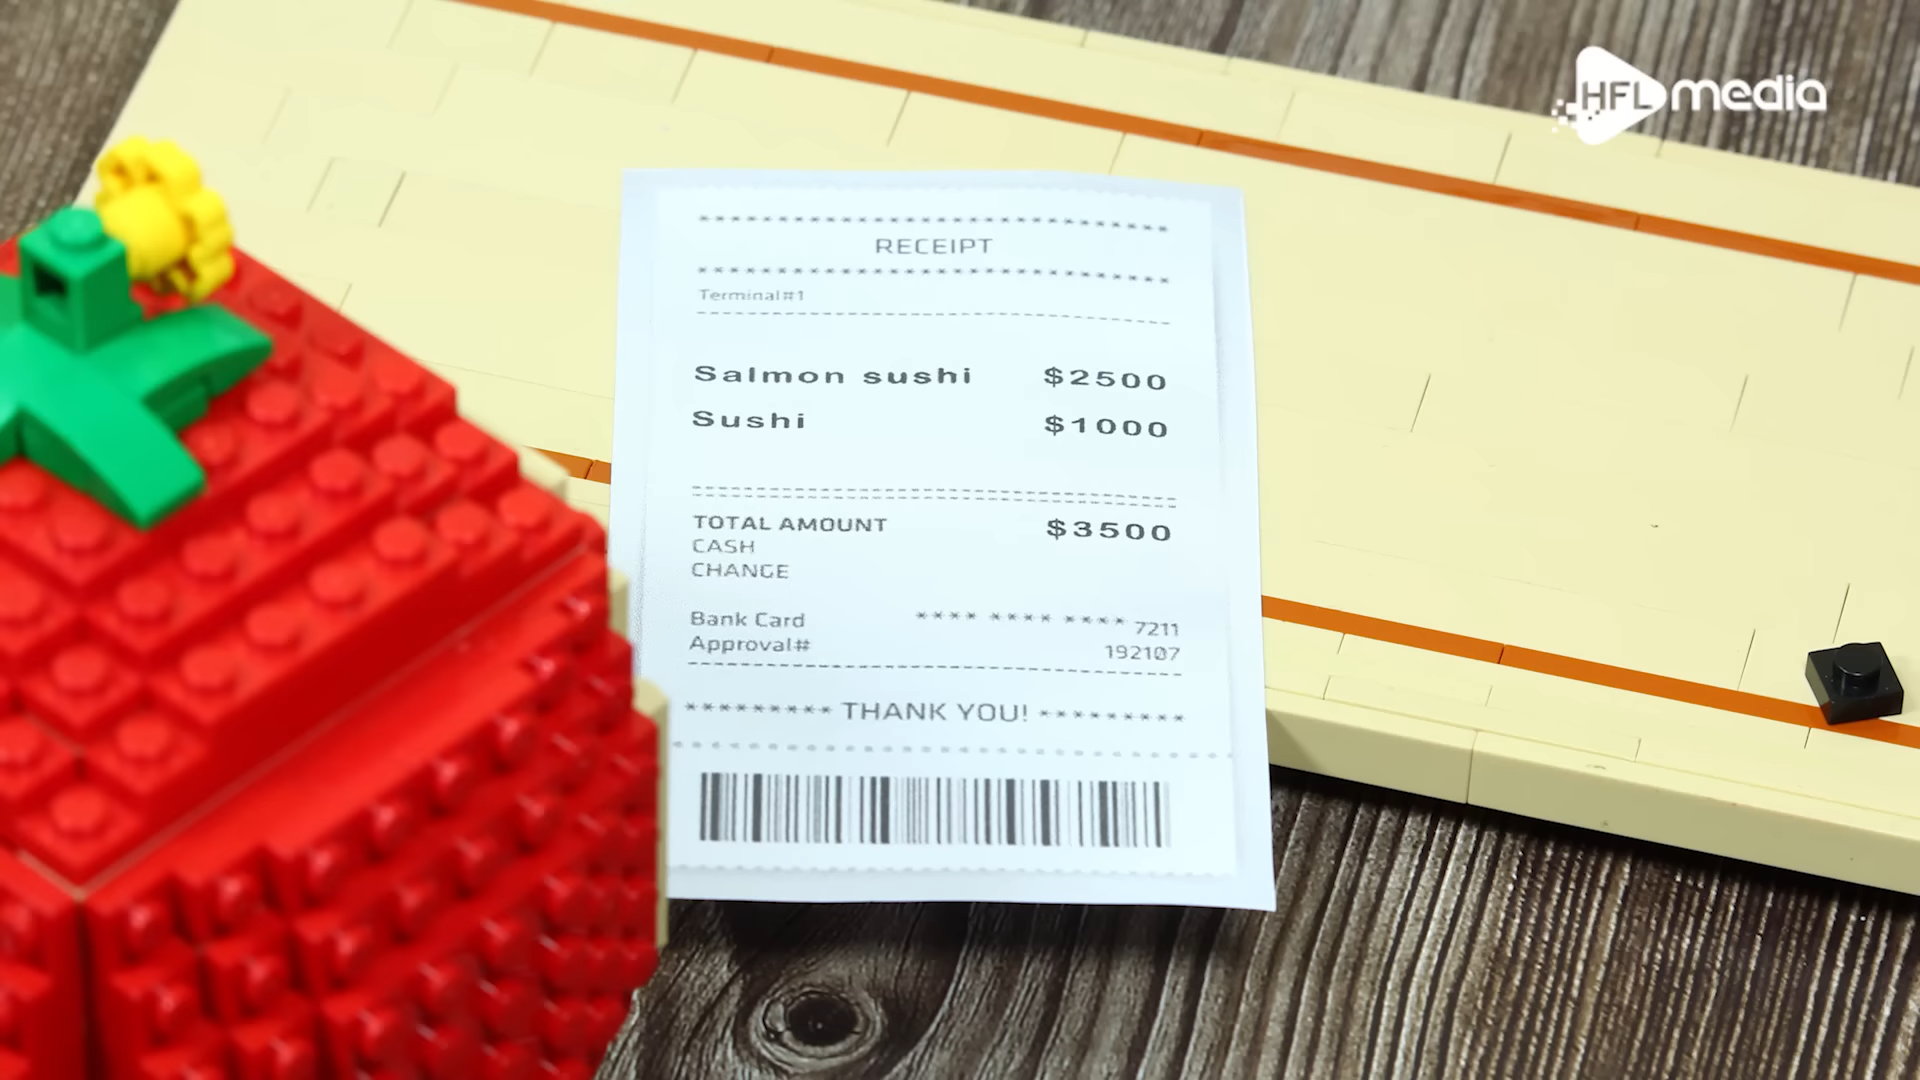 HFL media
******************************
RECEIPT
******************************
Terminal#1
Salmon sushi $2500
Sushi $1000
TOTAL AMOUNT $3500
CASH
CHANGE
Bank Card **** **** **** 7211
Approval# 192107
********* THANK YOU! *********